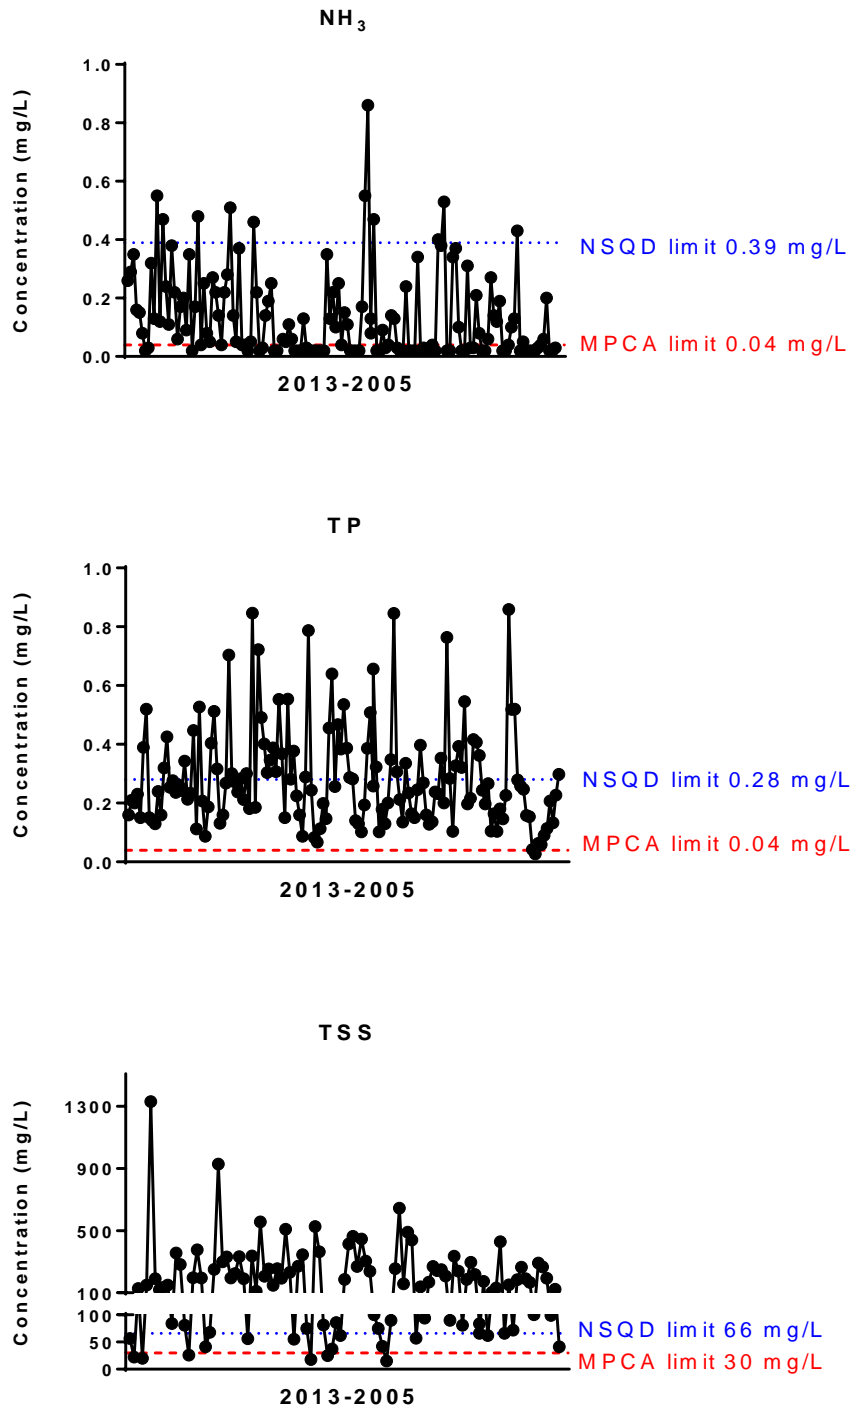 NH₃
Concentration (mg/L)
1.0
0.8
0.6
0.4
0.2
0.0
NSQD limit 0.39 mg/L
MPCA limit 0.04 mg/L
2013-2005
TP
Concentration (mg/L)
1.0
0.8
0.6
0.4
0.2
0.0
NSQD limit 0.28 mg/L
MPCA limit 0.04 mg/L
2013-2005
TSS
Concentration (mg/L)
1300
900
500
100
100
50
0
NSQD limit 66 mg/L
MPCA limit 30 mg/L
2013-2005